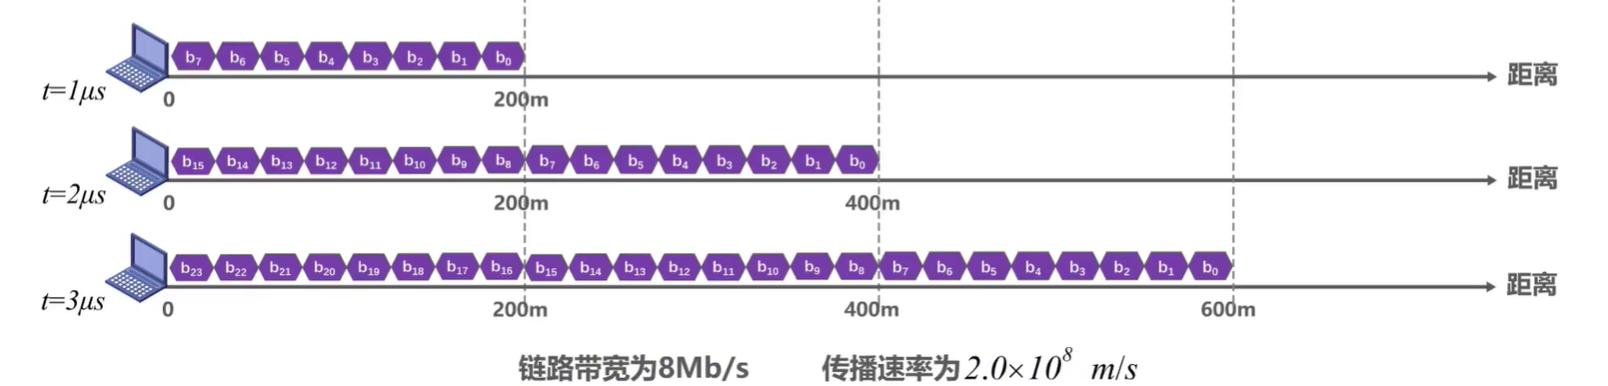 b7 b6 b5 b4 b3 b2 b1 b0
距离
t=1μs
0 200m
b15 b14 b13 b12 b11 b10 b9 b8 b7 b6 b5 b4 b3 b2 b1 b0
距离
t=2μs
0 200m 400m
b23 b22 b21 b20 b19 b18 b17 b16 b15 b14 b13 b12 b11 b10 b9 b8 b7 b6 b5 b4 b3 b2 b1 b0
距离
t=3μs
0 200m 400m 600m
链路带宽为8Mb/s 传播速率为2.0×10⁸ m/s